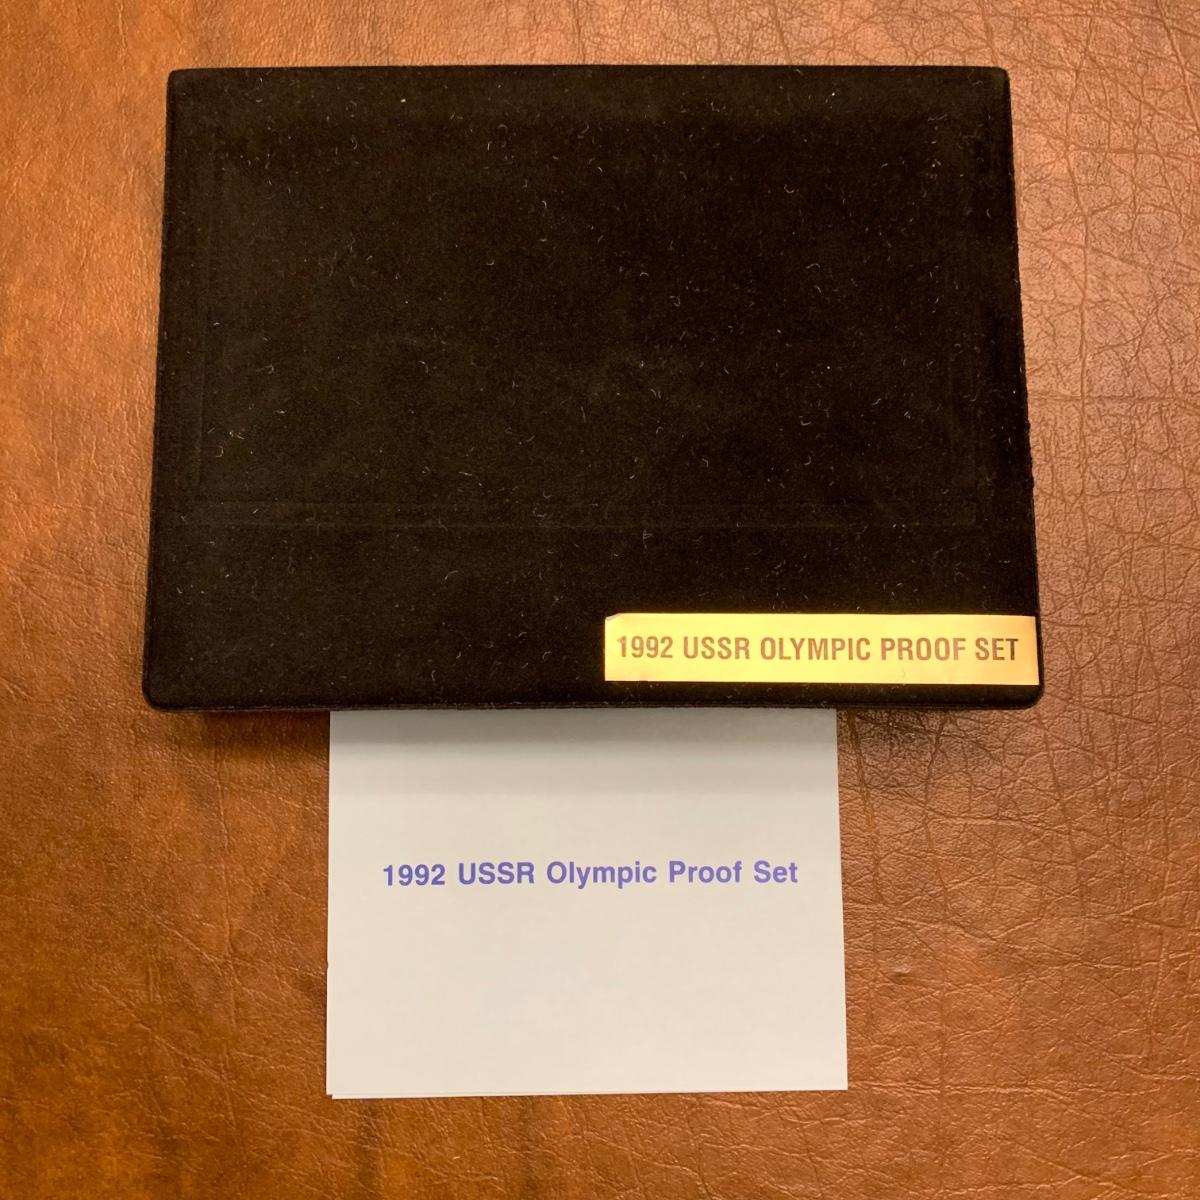 1992 USSR OLYMPIC PROOF SET
1992 USSR Olympic Proof Set